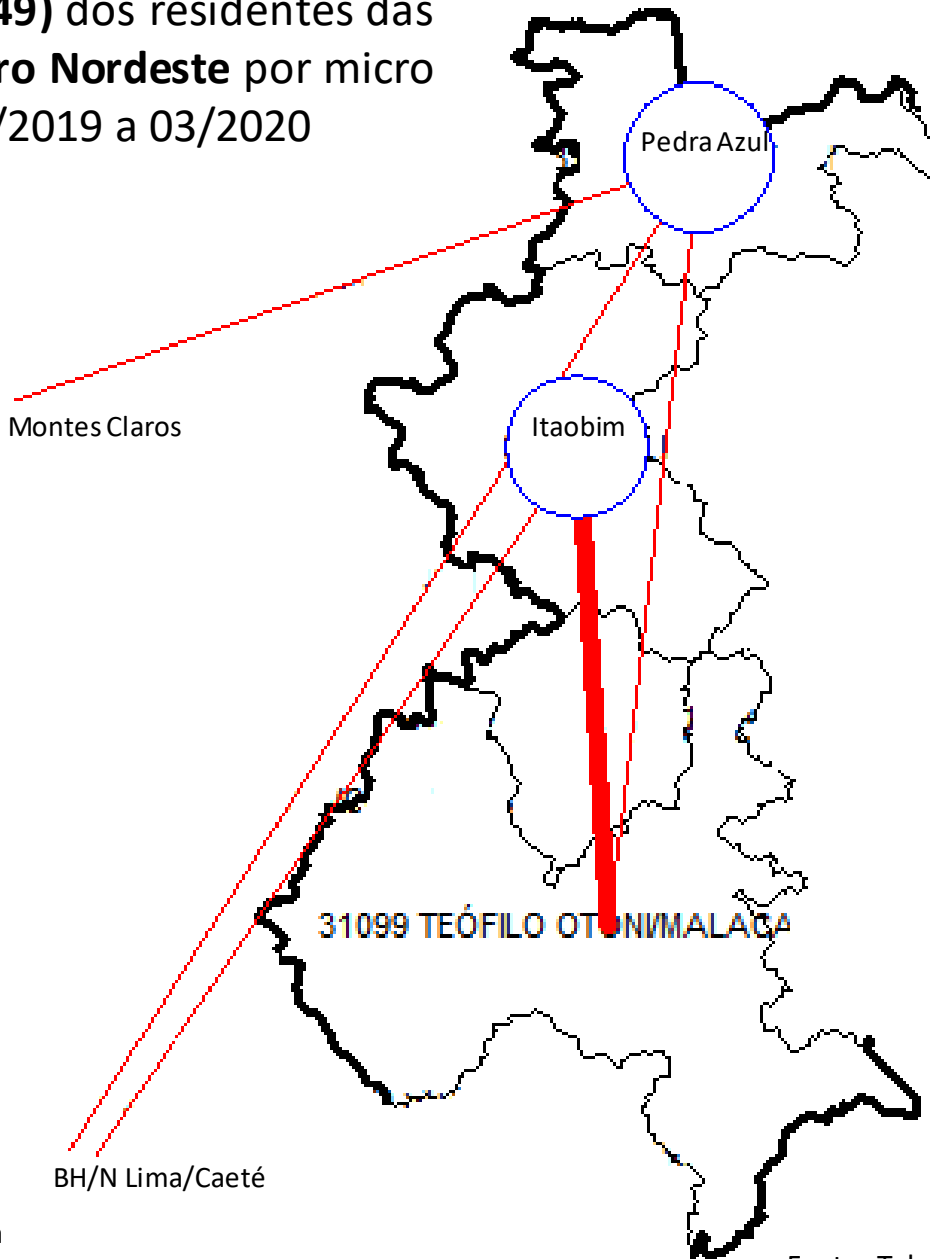 49) dos residentes das
ro Nordeste por micro
/2019 a 03/2020
Pedra Azul
Itaobim
Montes Claros
31099 TEÓFILO OTONI/MALACA
BH/N Lima/Caeté